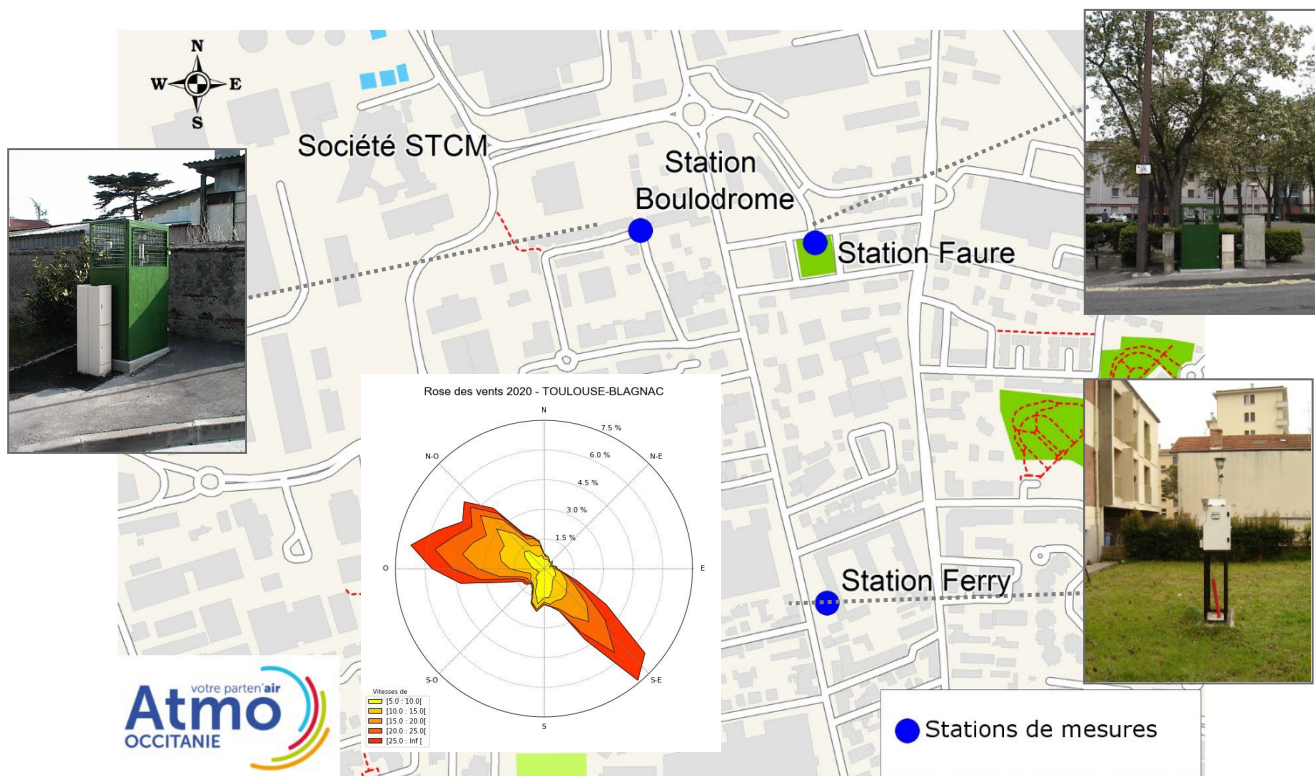 N
W E
S
Société STCM
Station
Boulodrome
Station Faure
Rose des vents 2020 - TOULOUSE-BLAGNAC
N
7.5 %
N-O
6.0 %
N-E
4.5 %
3.0 %
1.5 %
O
E
S-O
S-E
S
Vitesses de
[5.0 : 10.0[
[10.0 : 15.0[
[15.0 : 20.0[
[20.0 : 25.0[
[25.0 : Inf [
Station Ferry
votre parten'air
Atmo
OCCITANIE
Stations de mesures